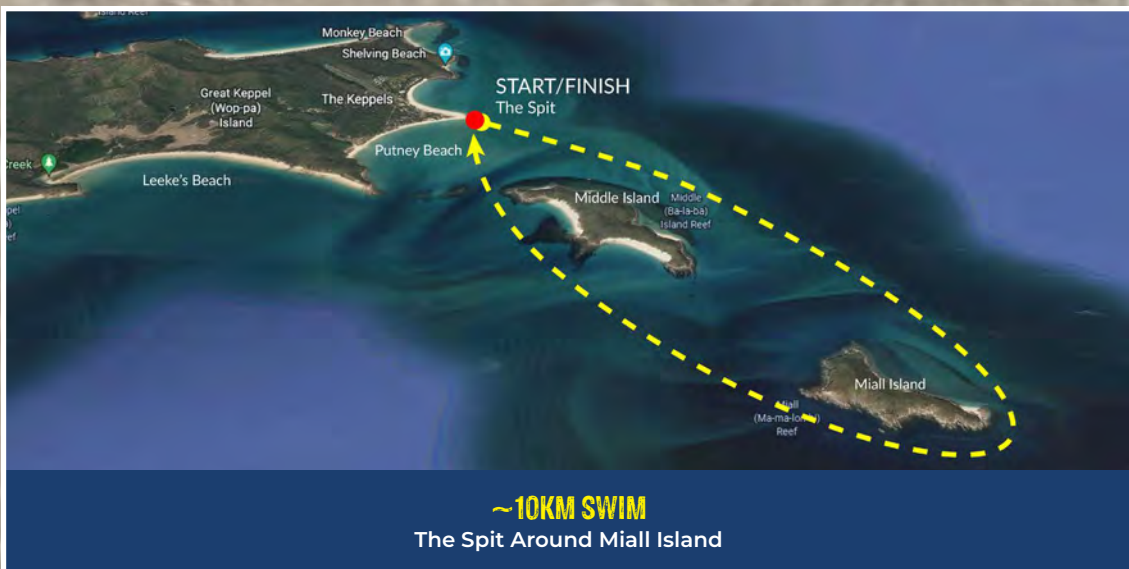 Island Reef
Monkey Beach
Shelving Beach
START/FINISH
The Spit
Great Keppel
(Wop-pa)
Island
The Keppels
Putney Beach
Creek
Leeke's Beach
Middle Island
Middle
(Ba-la-ba)
Island Reef
Miall Island
Miall
Reef
~10KM SWIM
The Spit Around Miall Island